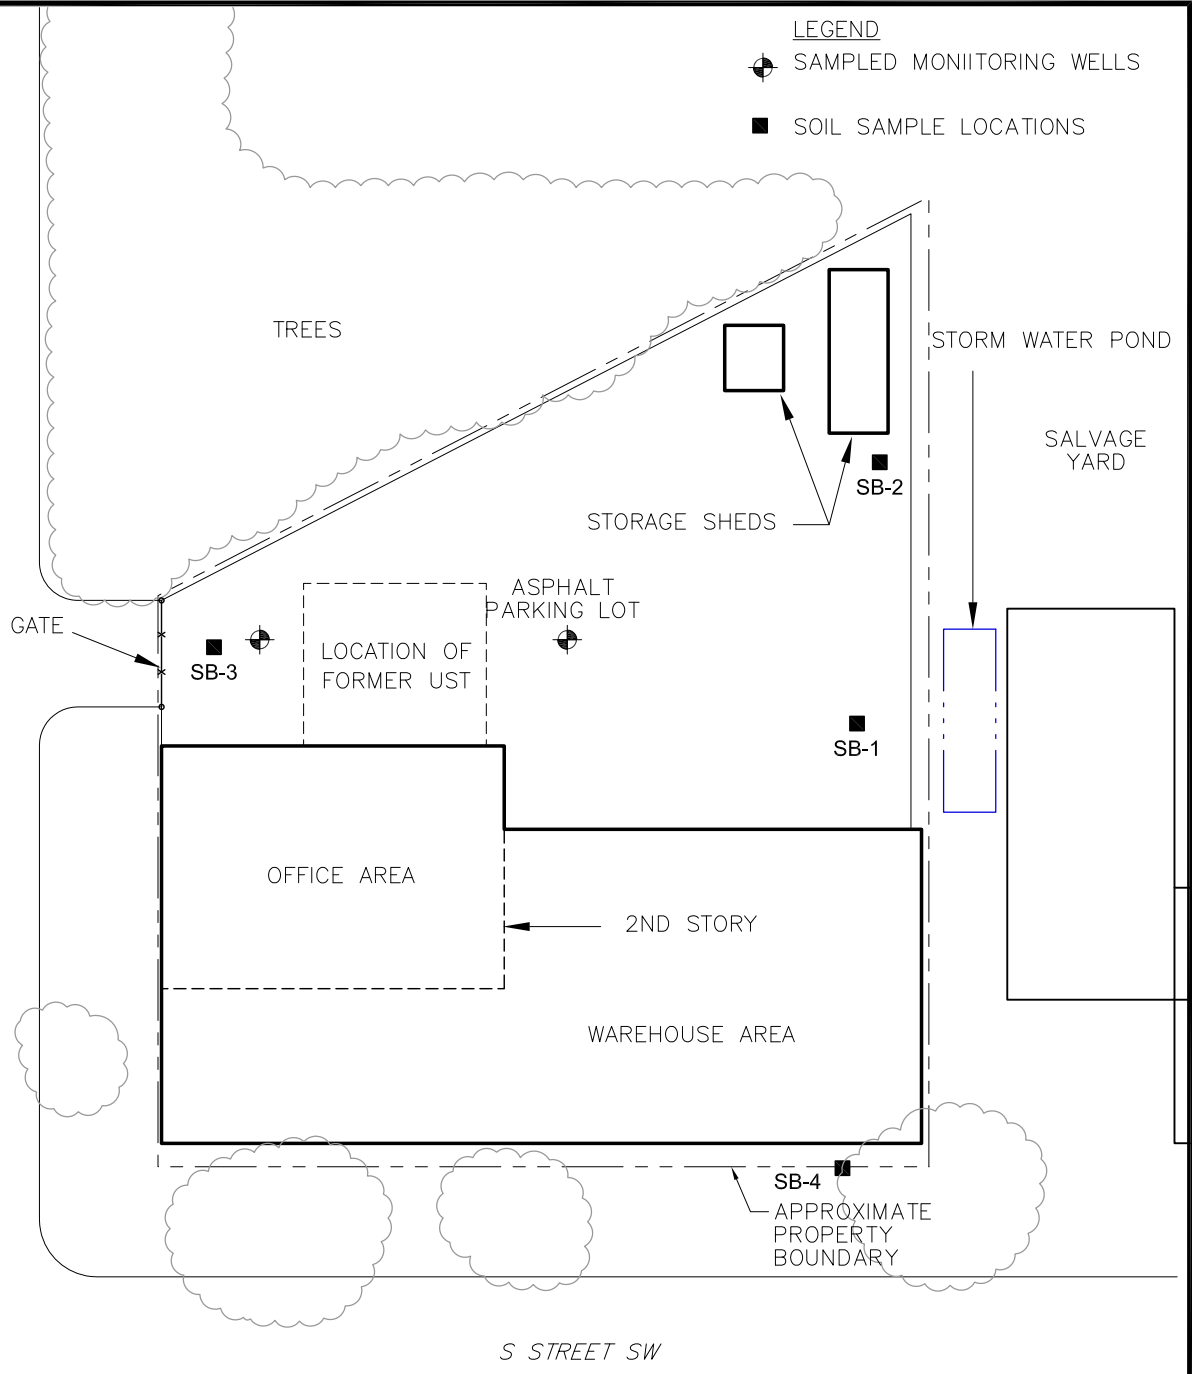 LEGEND
SAMPLED MONIITORING WELLS
SOIL SAMPLE LOCATIONS
TREES
STORM WATER POND
SALVAGE
YARD
SB-2
STORAGE SHEDS
ASPHALT
PARKING LOT
GATE
LOCATION OF
FORMER UST
SB-3
SB-1
OFFICE AREA
2ND STORY
WAREHOUSE AREA
SB-4
APPROXIMATE
PROPERTY
BOUNDARY
S STREET SW